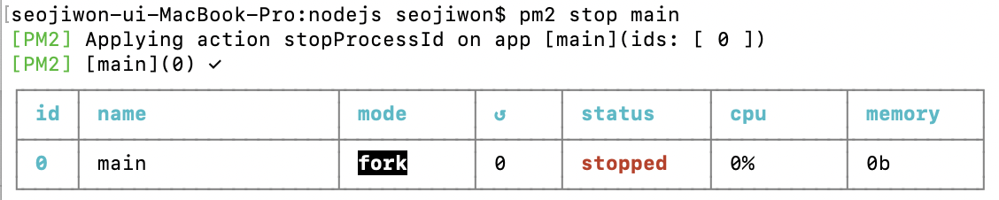 [seojiwon-ui-MacBook-Pro:nodejs seojiwon$ pm2 stop main
[PM2] Applying action stopProcessId on app [main](ids: [ 0 ])
[PM2] [main](0) ✓
id name mode ↺ status cpu memory
0 main fork 0 stopped 0% 0b